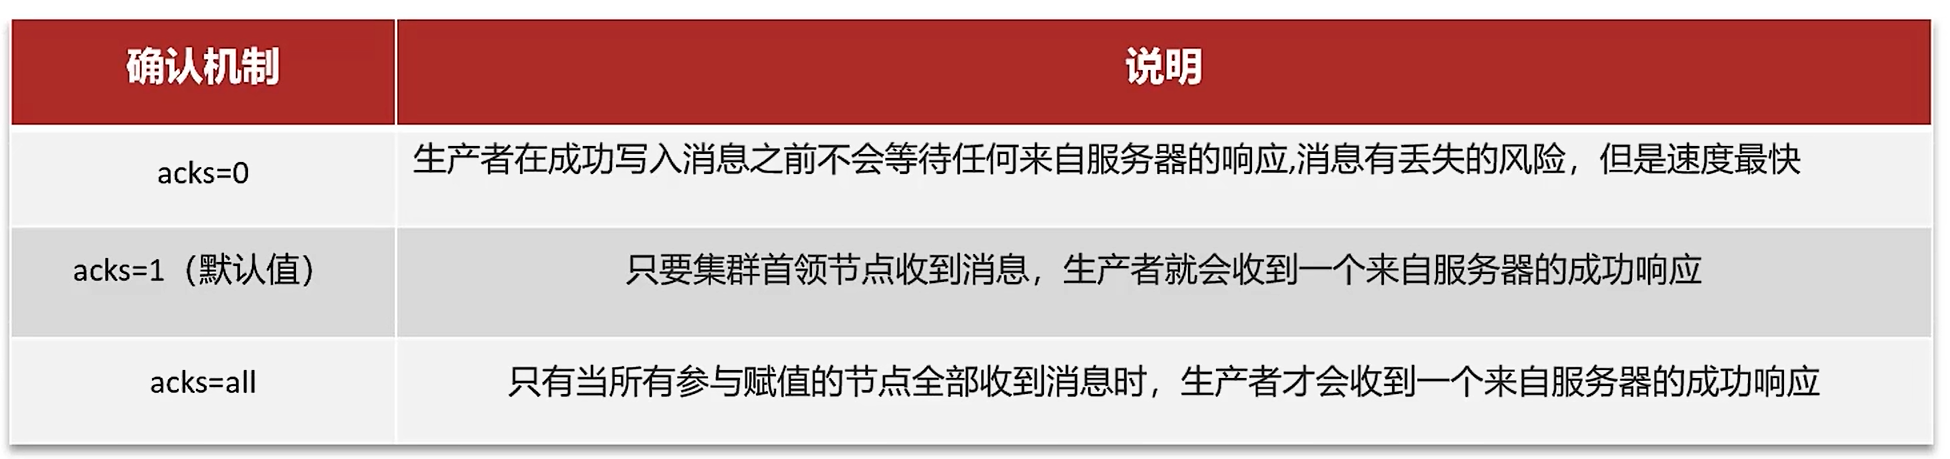 确认机制
说明
acks=0
生产者在成功写入消息之前不会等待任何来自服务器的响应,消息有丢失的风险，但是速度最快
acks=1（默认值）
只要集群首领节点收到消息，生产者就会收到一个来自服务器的成功响应
acks=all
只有当所有参与赋值的节点全部收到消息时，生产者才会收到一个来自服务器的成功响应